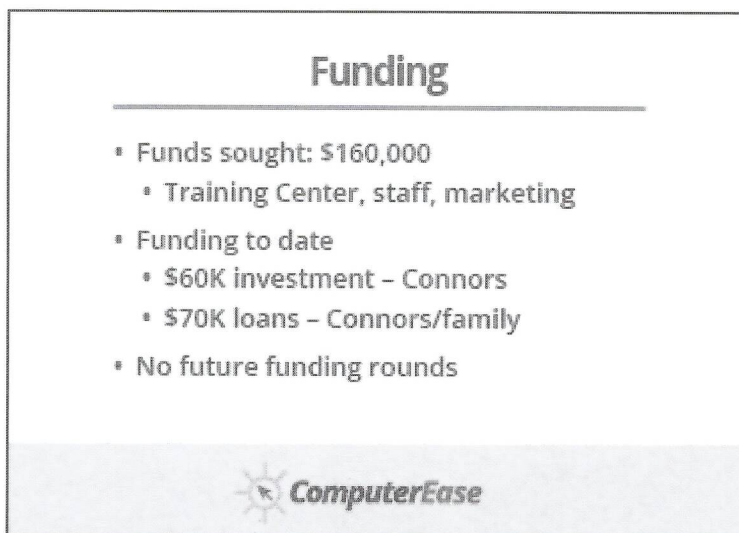 Funding
• Funds sought: $160,000
• Training Center, staff, marketing
• Funding to date
• $60K investment – Connors
• $70K loans – Connors/family
• No future funding rounds
ComputerEase